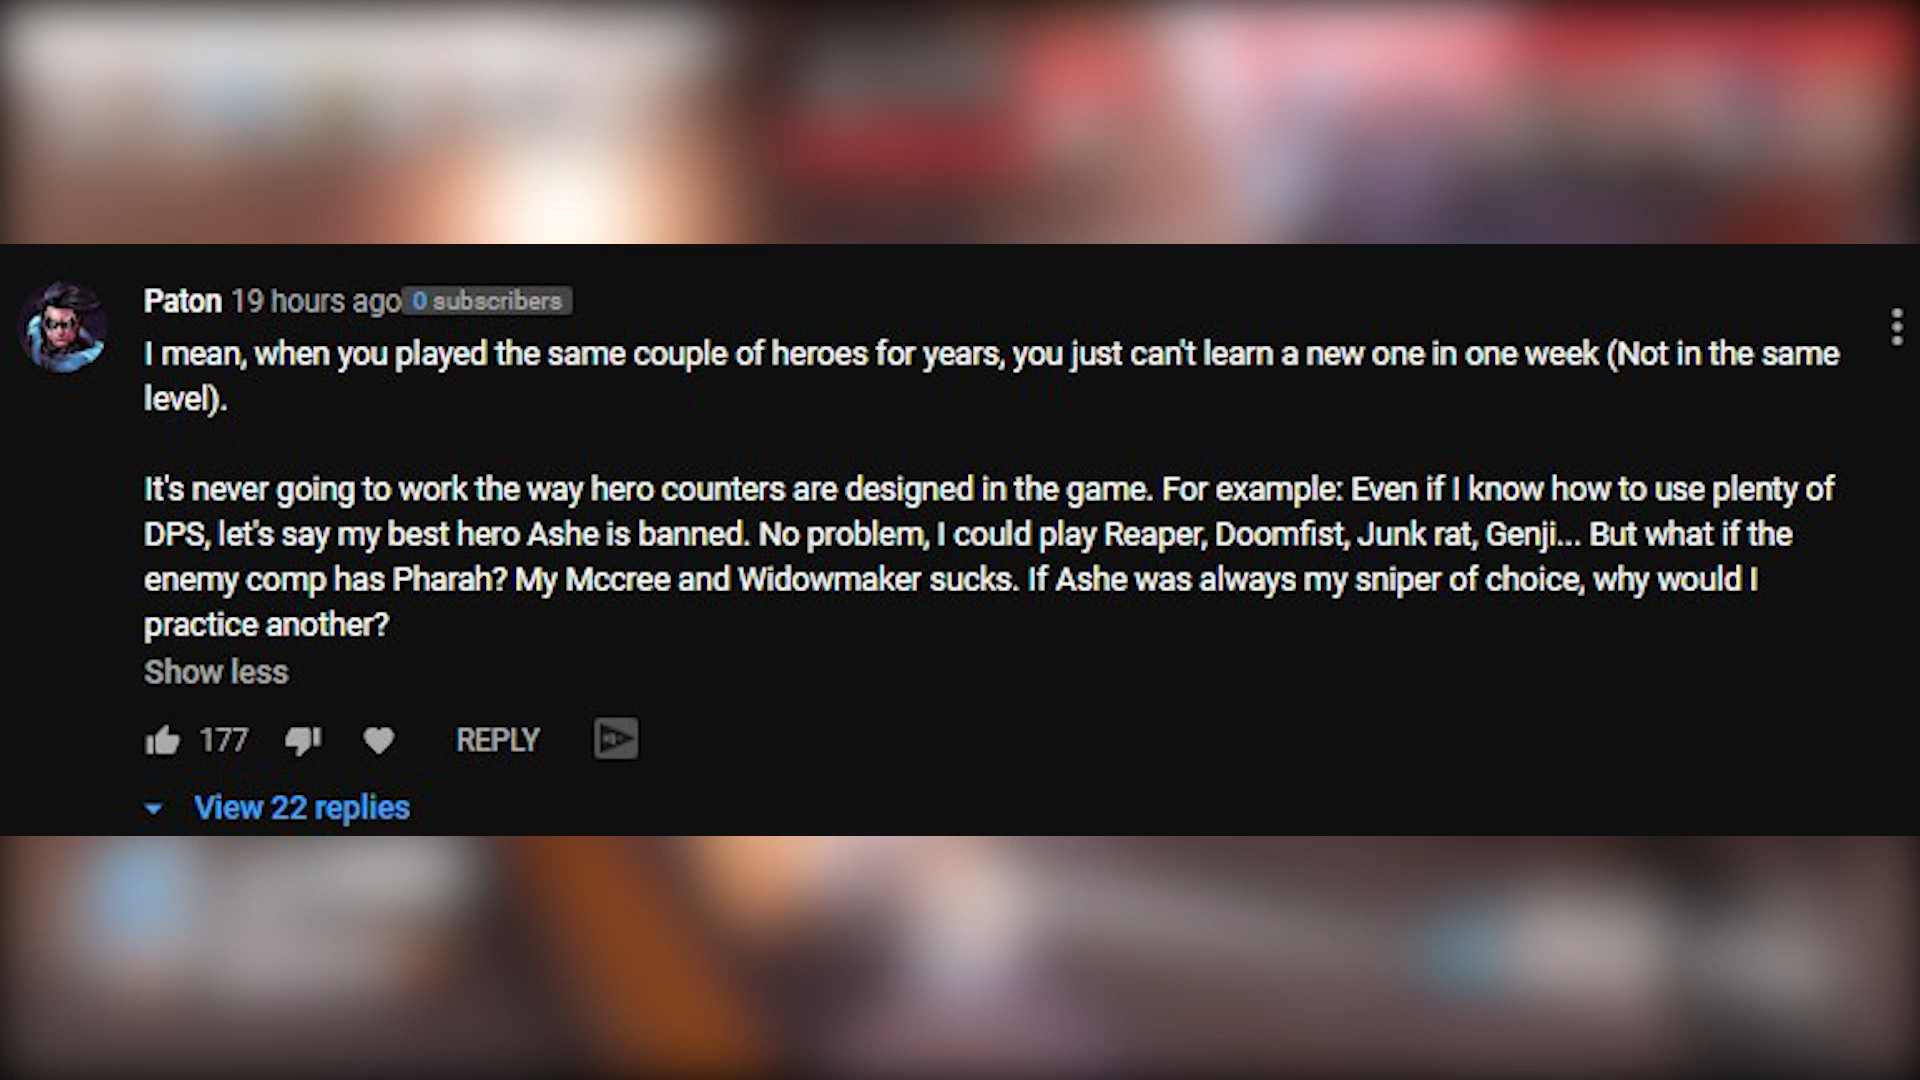 Paton 19 hours ago 0 subscribers
I mean, when you played the same couple of heroes for years, you just can't learn a new one in one week (Not in the same
level).
It's never going to work the way hero counters are designed in the game. For example: Even if I know how to use plenty of
DPS, let's say my best hero Ashe is banned. No problem, I could play Reaper, Doomfist, Junk rat, Genji... But what if the
enemy comp has Pharah? My Mccree and Widowmaker sucks. If Ashe was always my sniper of choice, why would I
practice another?
Show less
177 REPLY
View 22 replies